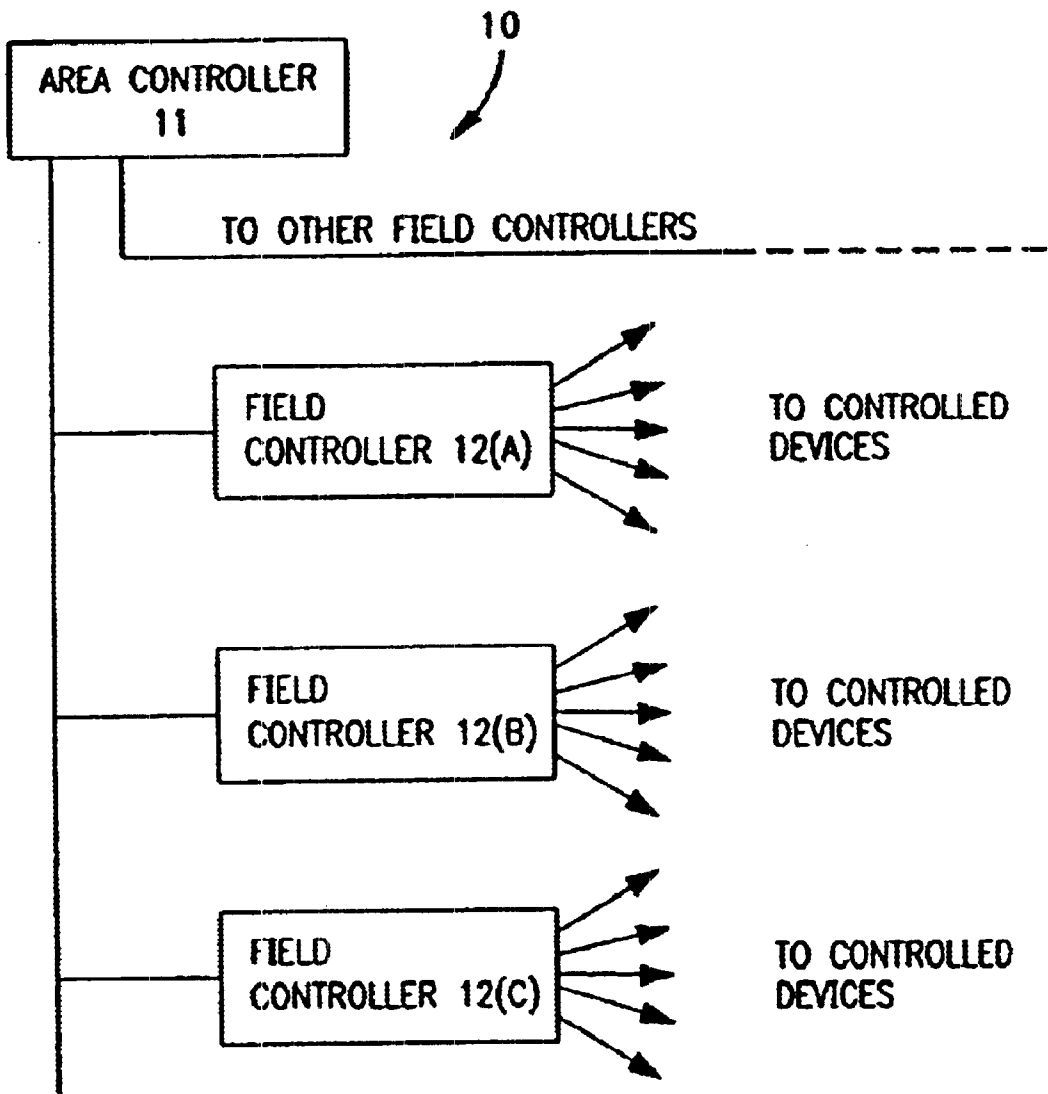 10
AREA CONTROLLER
11
TO OTHER FIELD CONTROLLERS
FIELD
CONTROLLER 12(A)
TO CONTROLLED
DEVICES
FIELD
CONTROLLER 12(B)
TO CONTROLLED
DEVICES
FIELD
CONTROLLER 12(C)
TO CONTROLLED
DEVICES